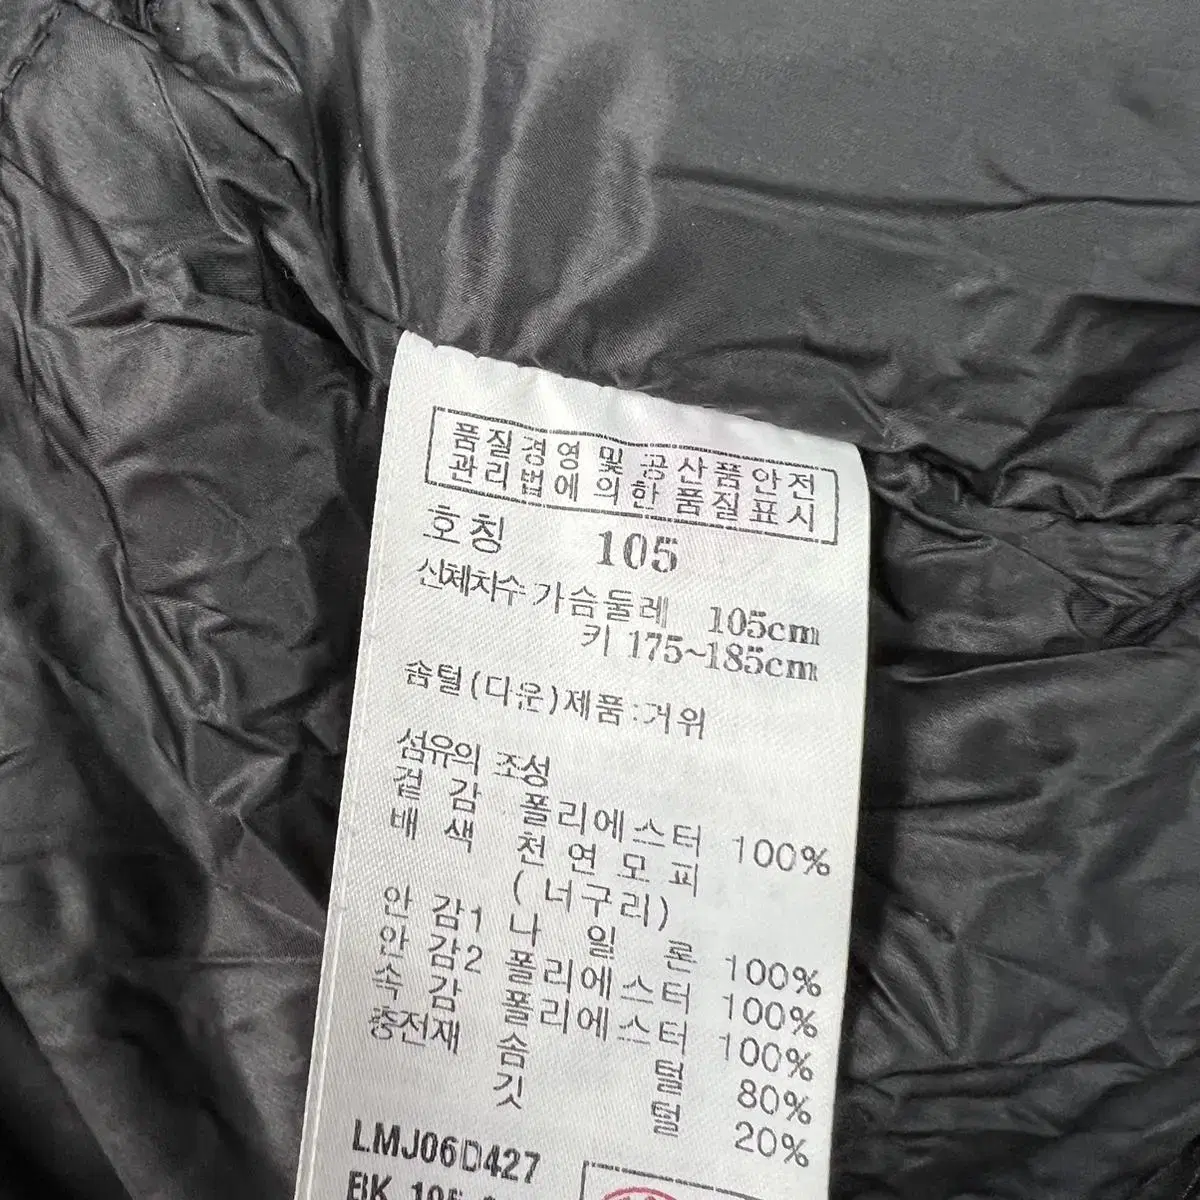 품질경영 및 공산품안전
관리법에 의한 품질표시
호칭 105
신체치수 가슴둘레 105cm
키 175~185cm
솜털(다운)제품:거위
섬유의 조성
겉 감 폴리에스터 100%
배 색 천 연 모 피
(너구리)
안 감1 나 일 론 100%
안 감2 폴리에스터 100%
속 감 폴리에스터 100%
충전재 솜 털 80%
깃 털 20%
LMJ06D427
BK 105